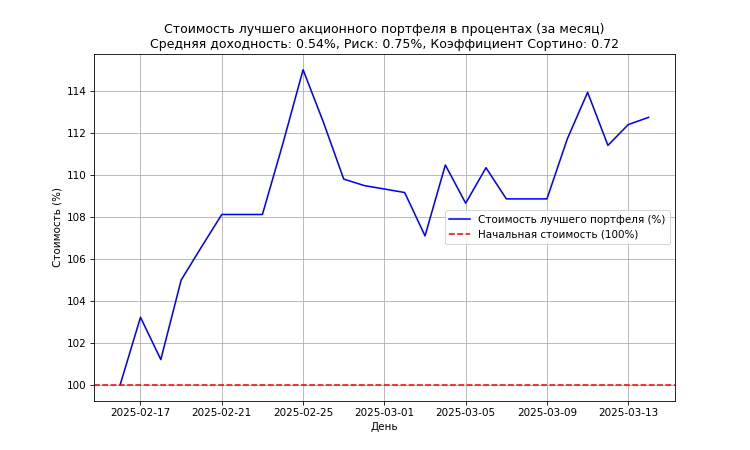 Стоимость лучшего акционного портфеля в процентах (за месяц)
Средняя доходность: 0.54%, Риск: 0.75%, Коэффициент Сортино: 0.72
Стоимость (%)
114
112
110
108
106
104
102
100
Стоимость лучшего портфеля (%)
Начальная стоимость (100%)
2025-02-17 2025-02-21 2025-02-25 2025-03-01 2025-03-05 2025-03-09 2025-03-13
День